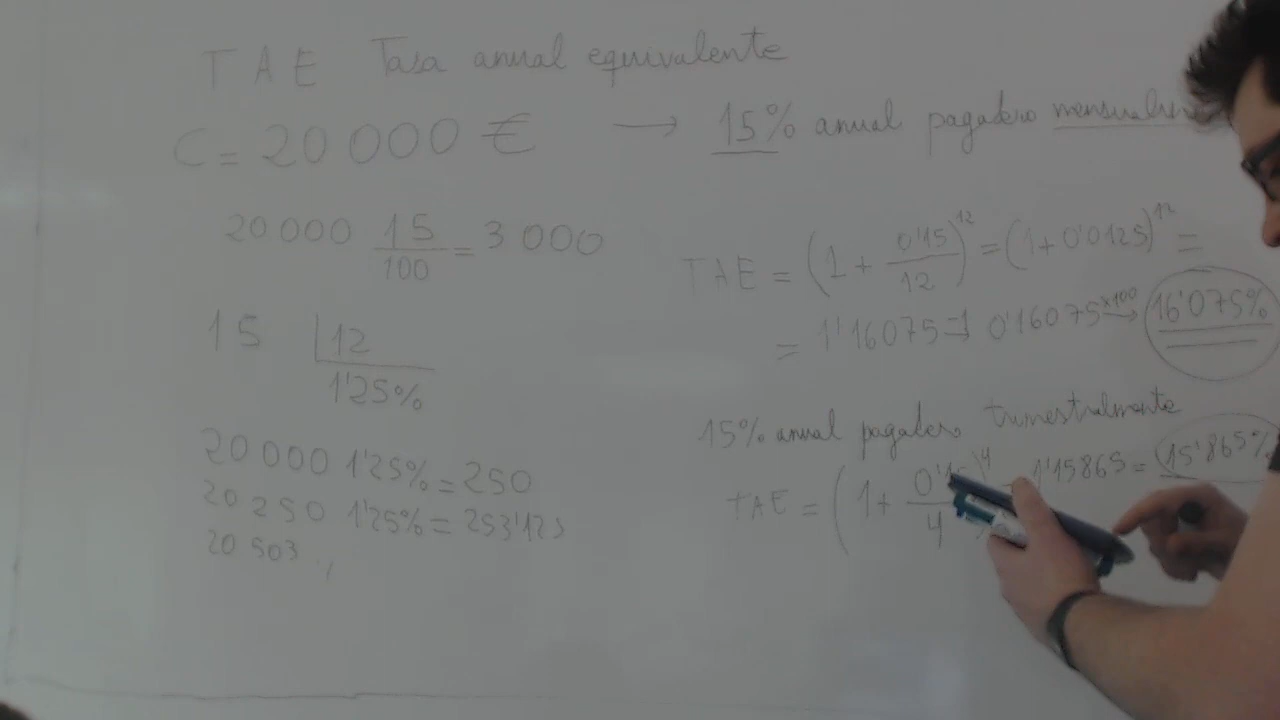 T A E Tasa anual equivalente
C = 20 000 € → 15% anual pagadero
20 000 15/100 = 3 000
15 | 12
1'25%
20 000 1'25% = 250
20 250 1'25% = 253'125
20 503
TAE = (1 + 0'15/12)^12 = (1 + 0'0125)^12 =
= 1'16075 - 1 0'16075 x100→ 16'075%
15% anual pagadero trimestralmente
TAE = (1 + 0'15/4)^4 1'15865 = 15'865%